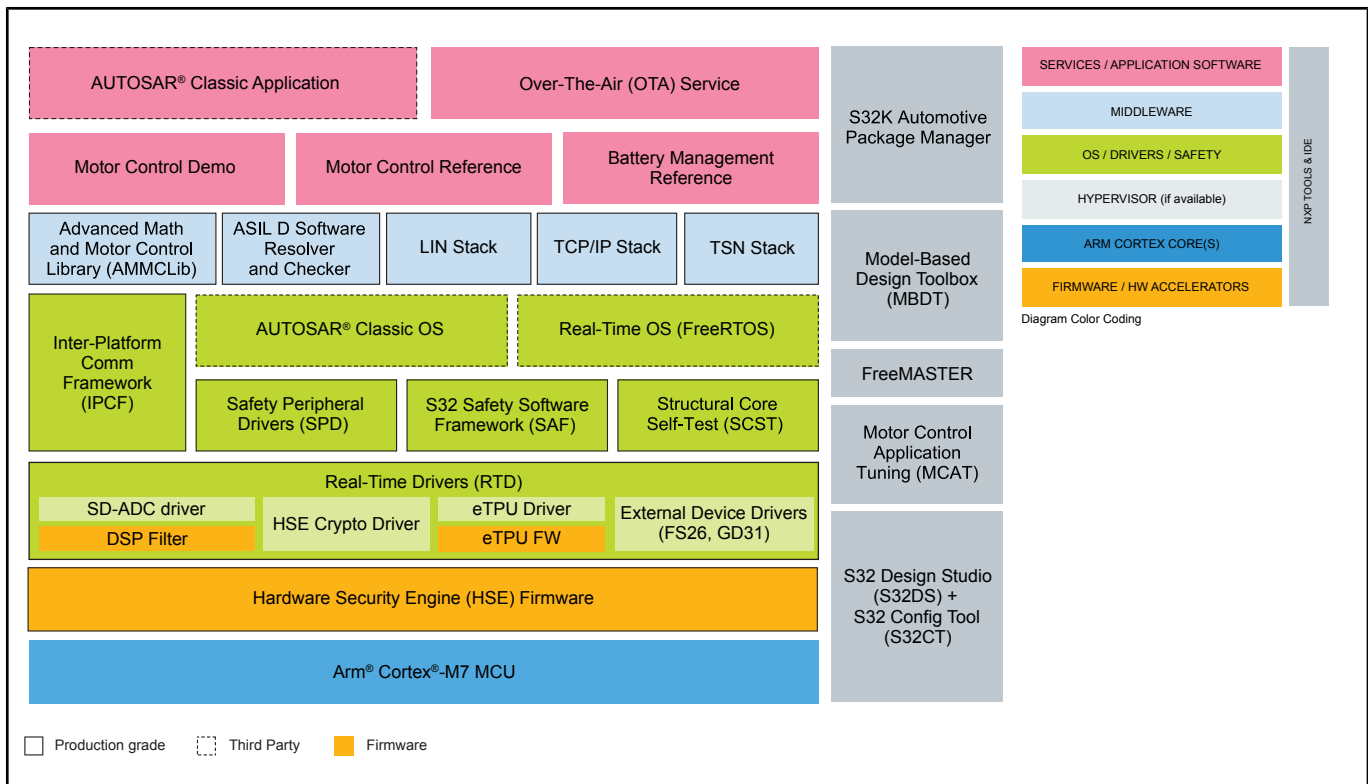 AUTOSAR® Classic Application
Over-The-Air (OTA) Service
Motor Control Demo
Motor Control Reference
Battery Management
Reference
Advanced Math
and Motor Control
Library (AMMCLib)
ASIL D Software
Resolver
and Checker
LIN Stack
TCP/IP Stack
TSN Stack
Inter-Platform
Comm
Framework
(IPCF)
AUTOSAR® Classic OS
Real-Time OS (FreeRTOS)
Safety Peripheral
Drivers (SPD)
S32 Safety Software
Framework (SAF)
Structural Core
Self-Test (SCST)
Real-Time Drivers (RTD)
SD-ADC driver
DSP Filter
HSE Crypto Driver
eTPU Driver
eTPU FW
External Device Drivers
(FS26, GD31)
Hardware Security Engine (HSE) Firmware
Arm® Cortex®-M7 MCU
S32K Automotive
Package Manager
Model-Based
Design Toolbox
(MBDT)
FreeMASTER
Motor Control
Application
Tuning (MCAT)
S32 Design Studio
(S32DS) +
S32 Config Tool
(S32CT)
SERVICES / APPLICATION SOFTWARE
MIDDLEWARE
OS / DRIVERS / SAFETY
HYPERVISOR (if available)
ARM CORTEX CORE(S)
FIRMWARE / HW ACCELERATORS
NXP TOOLS & IDE
Diagram Color Coding
Production grade
Third Party
Firmware